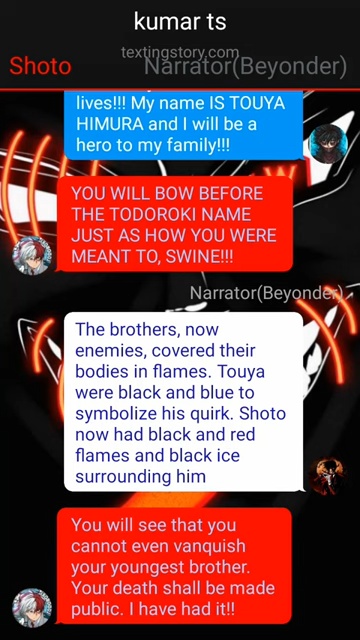 kumar ts
textingstory.com
Shoto
Narrator(Beyonder)
lives!!! My name IS TOUYA
HIMURA and I will be a
hero to my family!!!
YOU WILL BOW BEFORE
THE TODOROKI NAME
JUST AS HOW YOU WERE
MEANT TO, SWINE!!!
Narrator(Beyonder)
The brothers, now
enemies, covered their
bodies in flames. Touya
were black and blue to
symbolize his quirk. Shoto
now had black and red
flames and black ice
surrounding him
You will see that you
cannot even vanquish
your youngest brother.
Your death shall be made
public. I have had it!!